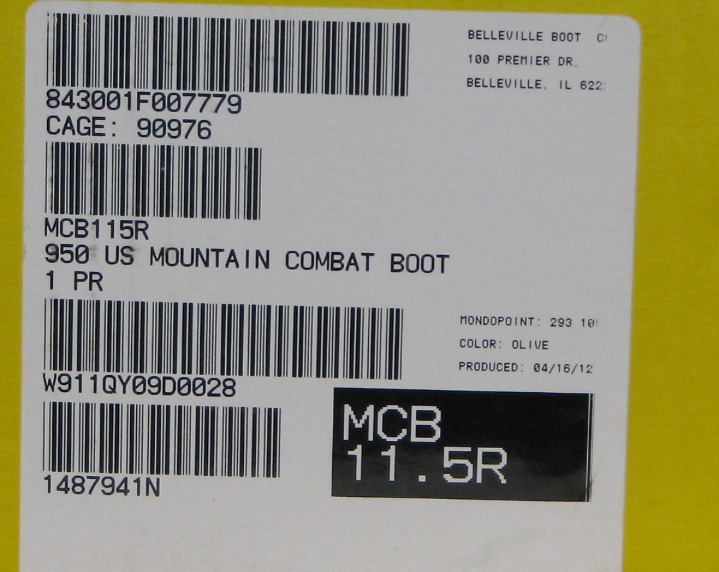 BELLEVILLE BOOT
100 PREMIER DR.
BELLEVILLE, IL
843001F007779
CAGE: 90976
MCB115R
950 US MOUNTAIN COMBAT BOOT
1 PR
MONDOPOINT: 293
COLOR: OLIVE
PRODUCED: 04/16/12
W911QY09D0028
MCB
11.5R
1487941N